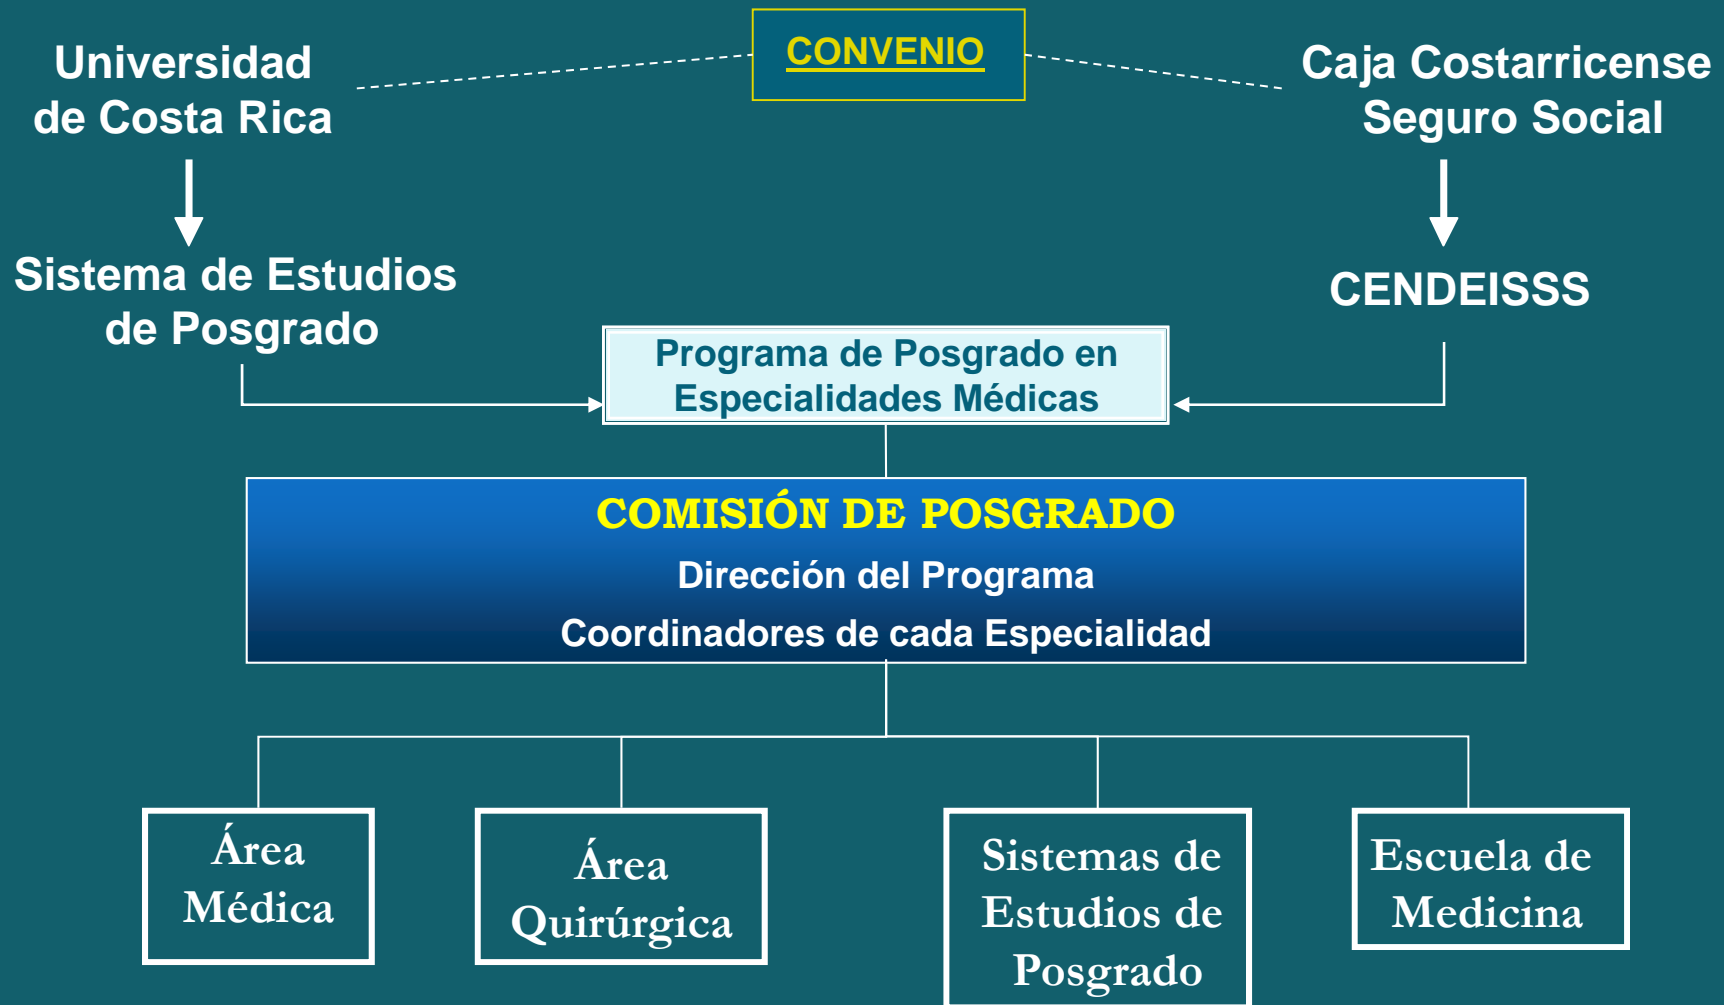 CONVENIO
Universidad
de Costa Rica
Caja Costarricense
Seguro Social
Sistema de Estudios
de Posgrado
CENDEISSS
Programa de Posgrado en
Especialidades Médicas
COMISIÓN DE POSGRADO
Dirección del Programa
Coordinadores de cada Especialidad
Área
Médica
Área
Quirúrgica
Sistemas de
Estudios de
Posgrado
Escuela de
Medicina